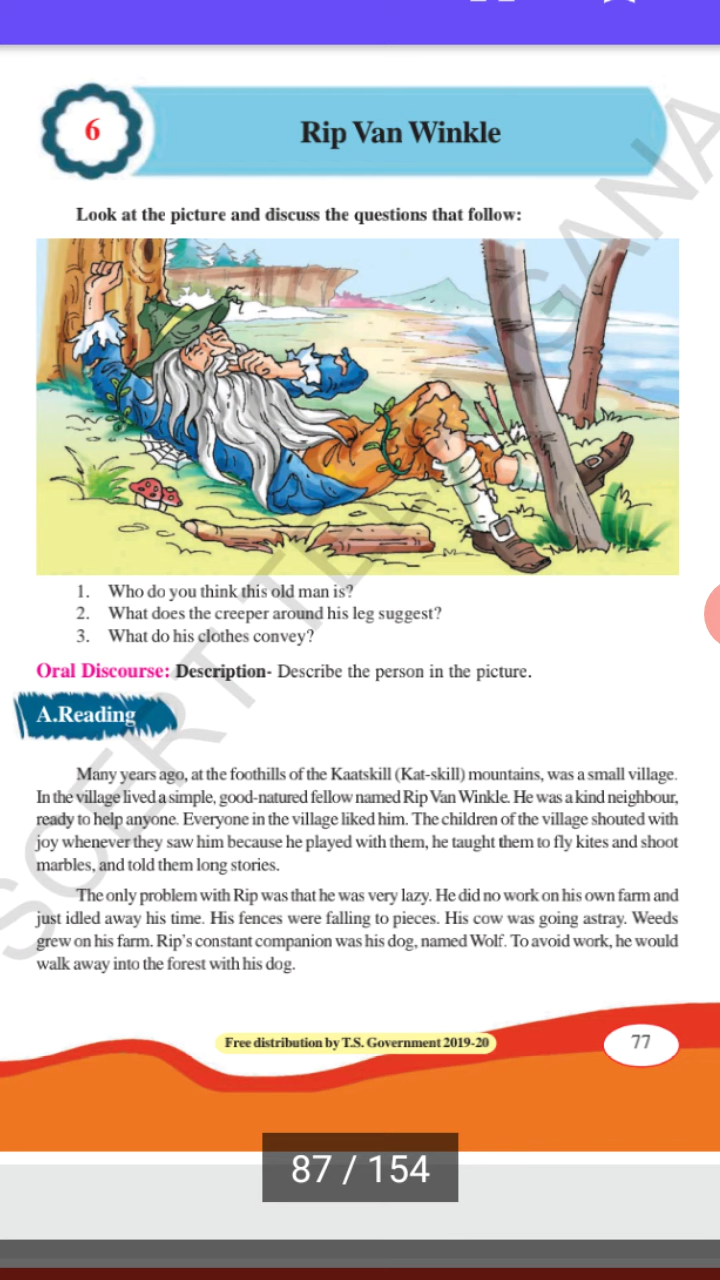 6
Rip Van Winkle
Look at the picture and discuss the questions that follow:
1. Who do you think this old man is?
2. What does the creeper around his leg suggest?
3. What do his clothes convey?
Oral Discourse: Description- Describe the person in the picture.
A.Reading
Many years ago, at the foothills of the Kaatskill (Kat-skill) mountains, was a small village.
In the village lived a simple, good-natured fellow named Rip Van Winkle. He was a kind neighbour,
ready to help anyone. Everyone in the village liked him. The children of the village shouted with
joy whenever they saw him because he played with them, he taught them to fly kites and shoot
marbles, and told them long stories.
The only problem with Rip was that he was very lazy. He did no work on his own farm and
just idled away his time. His fences were falling to pieces. His cow was going astray. Weeds
grew on his farm. Rip's constant companion was his dog, named Wolf. To avoid work, he would
walk away into the forest with his dog.
Free distribution by T.S. Government 2019-20
77
87 / 154
SCERT TELANGANA